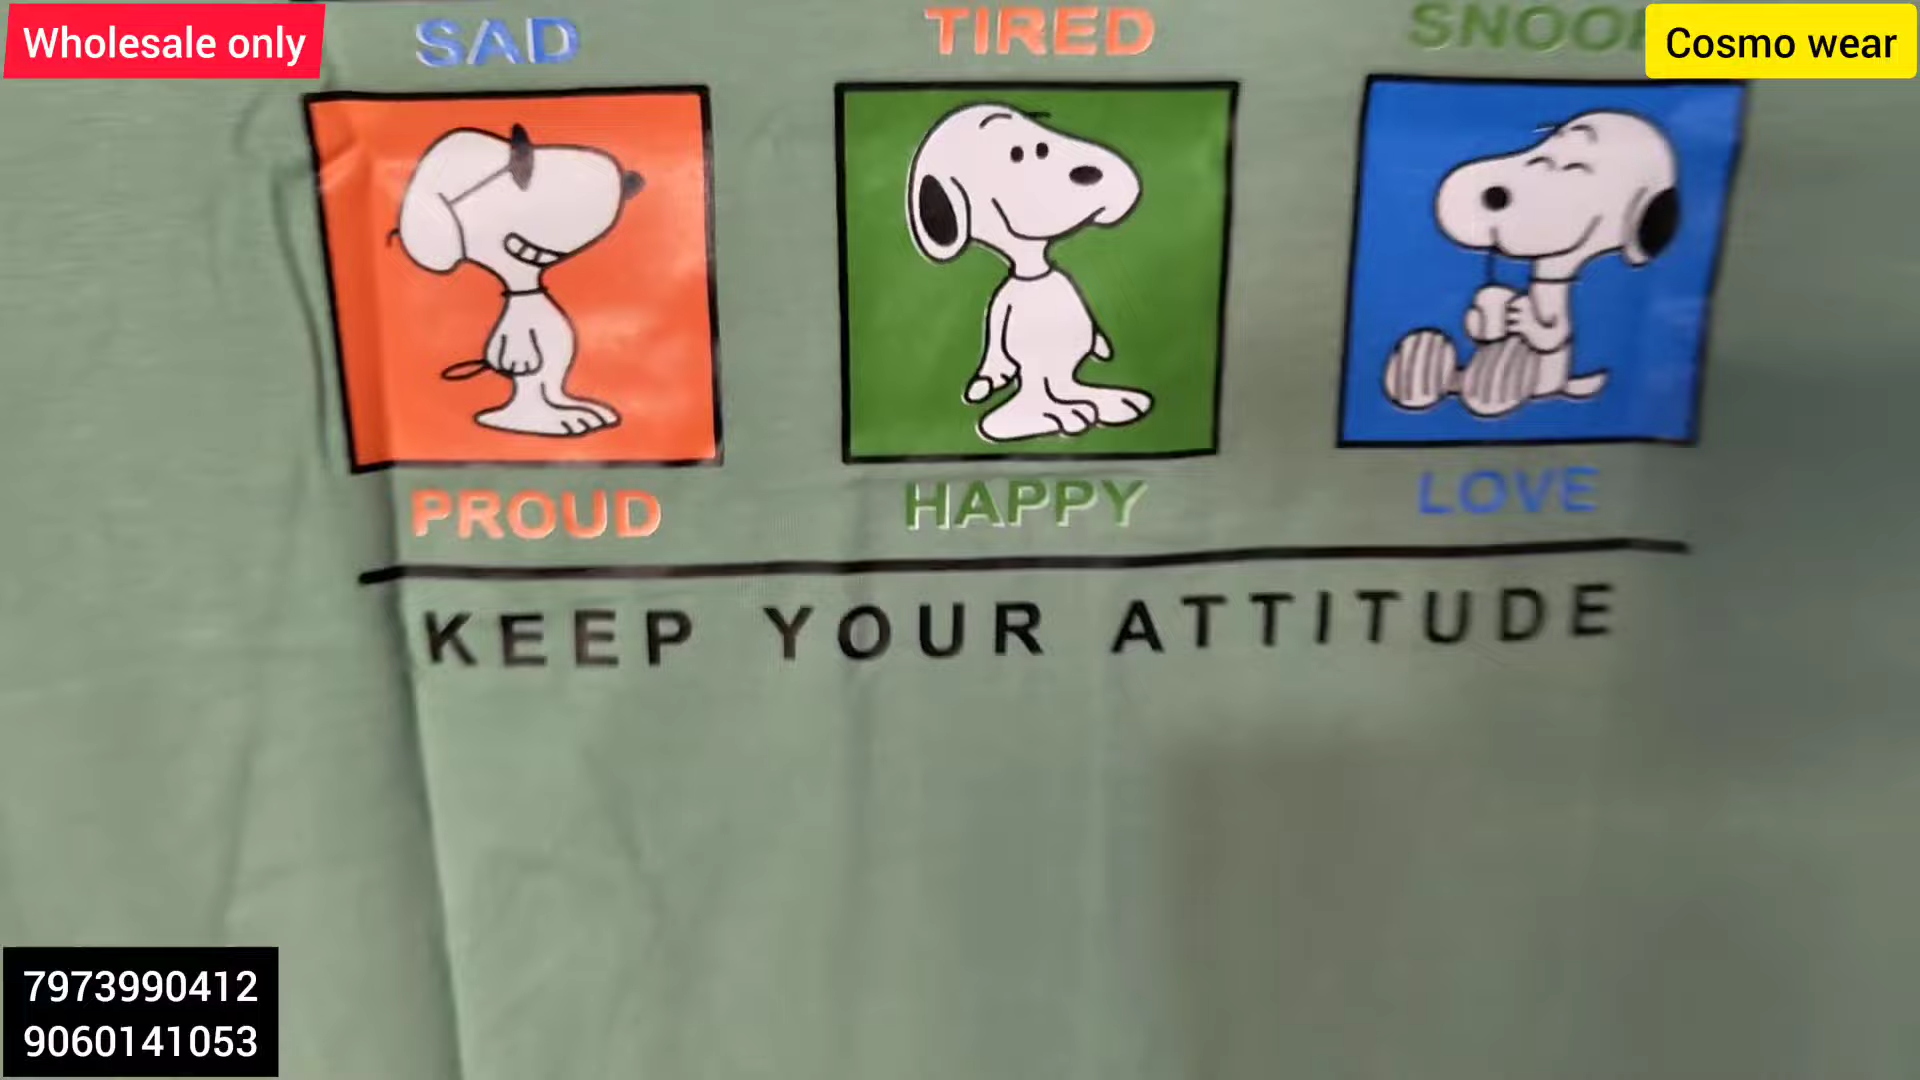 Wholesale only
Cosmo wear
SAD TIRED
PROUD HAPPY LOVE
KEEP YOUR ATTITUDE
7973990412
9060141053